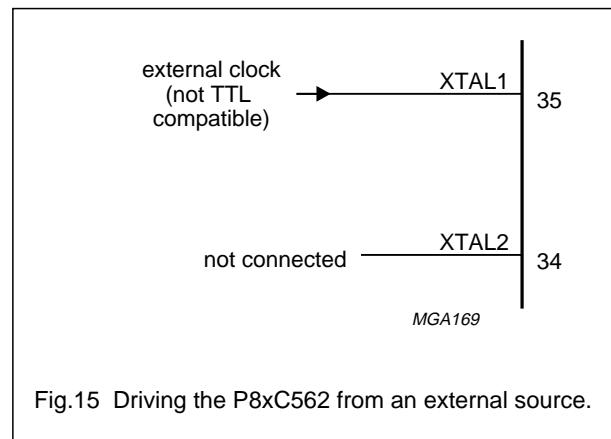 external clock
(not TTL
compatible)
XTAL1
35
XTAL2
not connected
34
MGA169
Fig.15 Driving the P8xC562 from an external source.